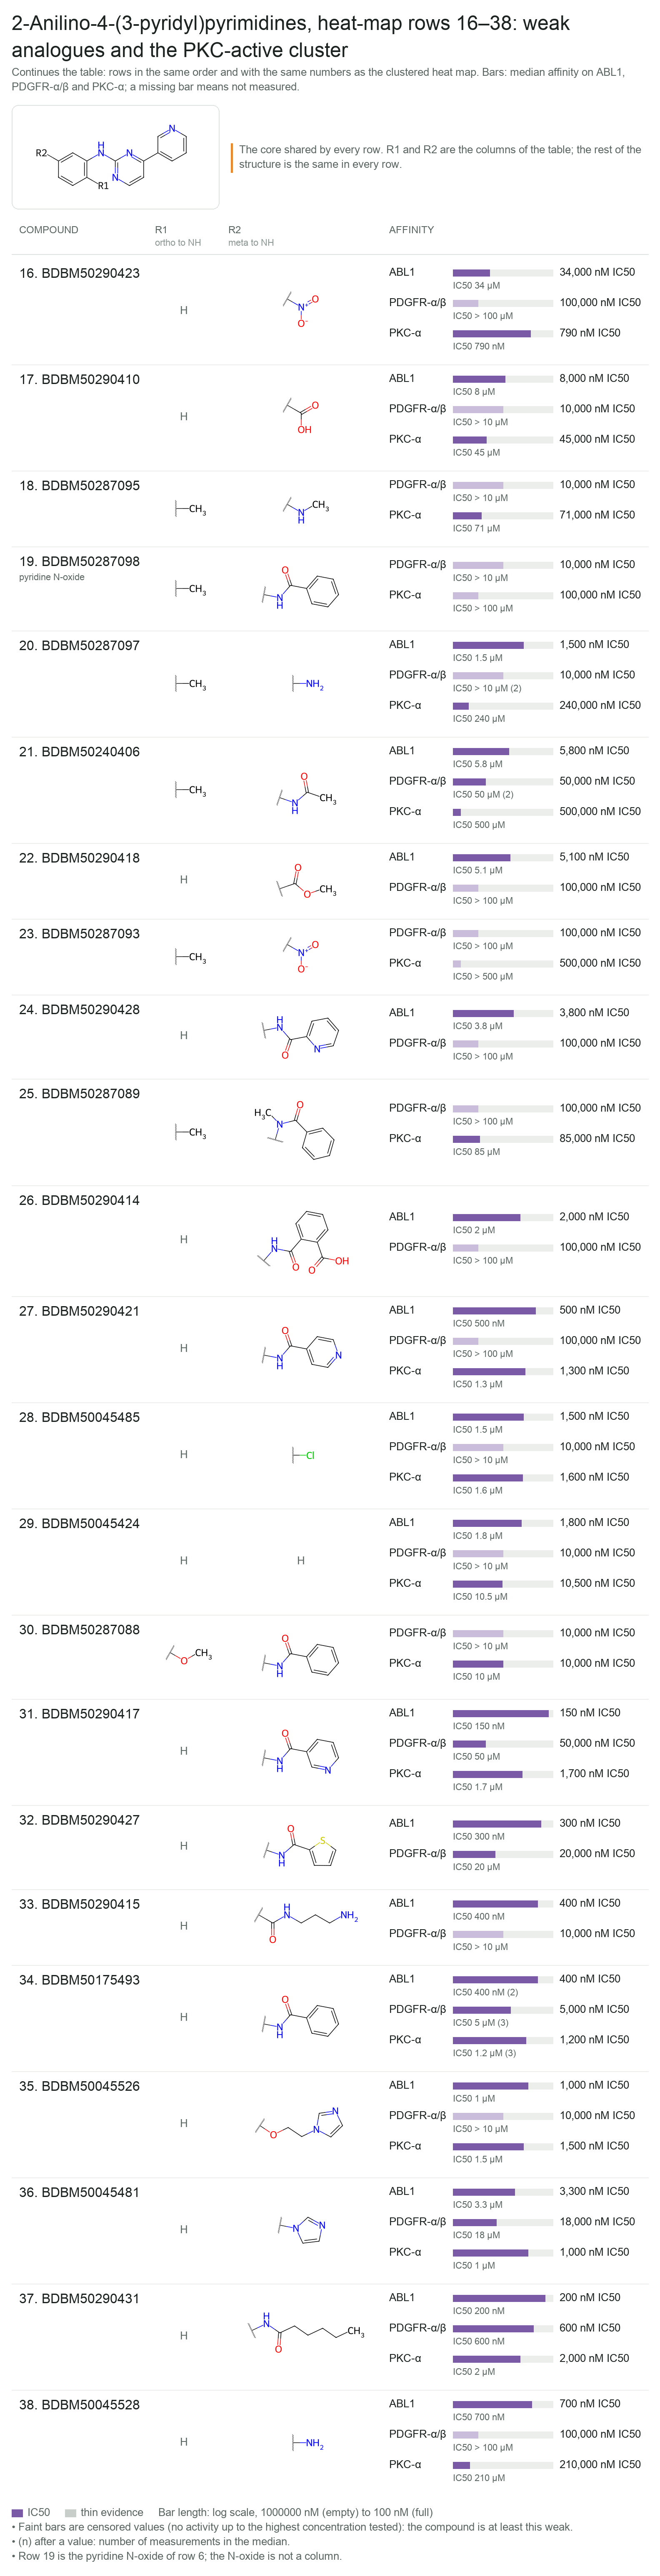 2-Anilino-4-(3-pyridyl)pyrimidines, heat-map rows 16–38: weak
analogues and the PKC-active cluster
Continues the table: rows in the same order and with the same numbers as the clustered heat map. Bars: median affinity on ABL1,
PDGFR-α/β and PKC-α; a missing bar means not measured.
R2 H N N N N R1
The core shared by every row. R1 and R2 are the columns of the table; the rest of the
structure is the same in every row.
COMPOUND R1 R2 AFFINITY
ortho to NH meta to NH
16. BDBM50290423
H
N+ O O-
ABL1 34,000 nM IC50
IC50 34 µM
PDGFR-α/β 100,000 nM IC50
IC50 > 100 µM
PKC-α 790 nM IC50
IC50 790 nM
17. BDBM50290410
H
O OH
ABL1 8,000 nM IC50
IC50 8 µM
PDGFR-α/β 10,000 nM IC50
IC50 > 10 µM
PKC-α 45,000 nM IC50
IC50 45 µM
18. BDBM50287095
CH3
N H CH3
PDGFR-α/β 10,000 nM IC50
IC50 > 10 µM
PKC-α 71,000 nM IC50
IC50 71 µM
19. BDBM50287098
pyridine N-oxide
CH3
O N H
PDGFR-α/β 10,000 nM IC50
IC50 > 10 µM
PKC-α 100,000 nM IC50
IC50 > 100 µM
20. BDBM50287097
CH3
NH2
ABL1 1,500 nM IC50
IC50 1.5 µM
PDGFR-α/β 10,000 nM IC50
IC50 > 10 µM (2)
PKC-α 240,000 nM IC50
IC50 240 µM
21. BDBM50240406
CH3
O N H CH3
ABL1 5,800 nM IC50
IC50 5.8 µM
PDGFR-α/β 50,000 nM IC50
IC50 50 µM (2)
PKC-α 500,000 nM IC50
IC50 500 µM
22. BDBM50290418
H
O O CH3
ABL1 5,100 nM IC50
IC50 5.1 µM
PDGFR-α/β 100,000 nM IC50
IC50 > 100 µM
23. BDBM50287093
CH3
N+ O O-
PDGFR-α/β 100,000 nM IC50
IC50 > 100 µM
PKC-α 500,000 nM IC50
IC50 > 500 µM
24. BDBM50290428
H
H N O N
ABL1 3,800 nM IC50
IC50 3.8 µM
PDGFR-α/β 100,000 nM IC50
IC50 > 100 µM
25. BDBM50287089
CH3
H3C N O
PDGFR-α/β 100,000 nM IC50
IC50 > 100 µM
PKC-α 85,000 nM IC50
IC50 85 µM
26. BDBM50290414
H
H N O O OH
ABL1 2,000 nM IC50
IC50 2 µM
PDGFR-α/β 100,000 nM IC50
IC50 > 100 µM
27. BDBM50290421
H
O N H N
ABL1 500 nM IC50
IC50 500 nM
PDGFR-α/β 100,000 nM IC50
IC50 > 100 µM
PKC-α 1,300 nM IC50
IC50 1.3 µM
28. BDBM50045485
H
Cl
ABL1 1,500 nM IC50
IC50 1.5 µM
PDGFR-α/β 10,000 nM IC50
IC50 > 10 µM
PKC-α 1,600 nM IC50
IC50 1.6 µM
29. BDBM50045424
H
H
ABL1 1,800 nM IC50
IC50 1.8 µM
PDGFR-α/β 10,000 nM IC50
IC50 > 10 µM
PKC-α 10,500 nM IC50
IC50 10.5 µM
30. BDBM50287088
O CH3
O N H
PDGFR-α/β 10,000 nM IC50
IC50 > 10 µM
PKC-α 10,000 nM IC50
IC50 10 µM
31. BDBM50290417
H
O N H N
ABL1 150 nM IC50
IC50 150 nM
PDGFR-α/β 50,000 nM IC50
IC50 50 µM
PKC-α 1,700 nM IC50
IC50 1.7 µM
32. BDBM50290427
H
O S N H
ABL1 300 nM IC50
IC50 300 nM
PDGFR-α/β 20,000 nM IC50
IC50 20 µM
33. BDBM50290415
H
H N O NH2
ABL1 400 nM IC50
IC50 400 nM
PDGFR-α/β 10,000 nM IC50
IC50 > 10 µM
34. BDBM50175493
H
O N H
ABL1 400 nM IC50
IC50 400 nM (2)
PDGFR-α/β 5,000 nM IC50
IC50 5 µM (3)
PKC-α 1,200 nM IC50
IC50 1.2 µM (3)
35. BDBM50045526
H
O N N
ABL1 1,000 nM IC50
IC50 1 µM
PDGFR-α/β 10,000 nM IC50
IC50 > 10 µM
PKC-α 1,500 nM IC50
IC50 1.5 µM
36. BDBM50045481
H
N N
ABL1 3,300 nM IC50
IC50 3.3 µM
PDGFR-α/β 18,000 nM IC50
IC50 18 µM
PKC-α 1,000 nM IC50
IC50 1 µM
37. BDBM50290431
H
H N O CH3
ABL1 200 nM IC50
IC50 200 nM
PDGFR-α/β 600 nM IC50
IC50 600 nM
PKC-α 2,000 nM IC50
IC50 2 µM
38. BDBM50045528
H
NH2
ABL1 700 nM IC50
IC50 700 nM
PDGFR-α/β 100,000 nM IC50
IC50 > 100 µM
PKC-α 210,000 nM IC50
IC50 210 µM
IC50 thin evidence Bar length: log scale, 1000000 nM (empty) to 100 nM (full)
• Faint bars are censored values (no activity up to the highest concentration tested): the compound is at least this weak.
• (n) after a value: number of measurements in the median.
• Row 19 is the pyridine N-oxide of row 6; the N-oxide is not a column.